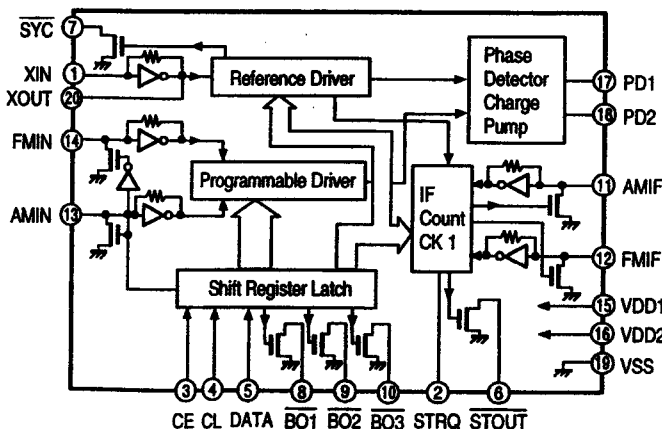 SYC
7
XIN
1
XOUT
20
FMIN
14
AMIN
13
Reference Driver
Programmable Driver
Shift Register Latch
Phase
Detector
Charge
Pump
IF
Count
CK 1
17 PD1
18 PD2
11 AMIF
12 FMIF
15 VDD1
16 VDD2
19 VSS
3 4 5 8 9 10 2 6
CE CL DATA BO1 BO2 BO3 STRQ STOUT